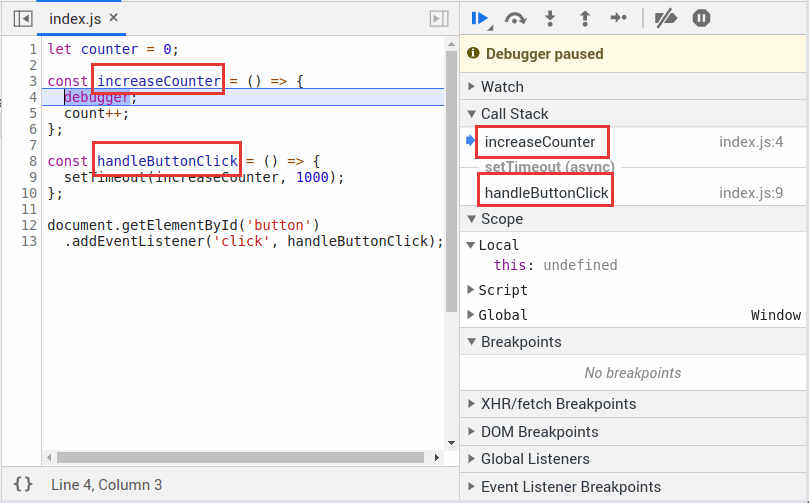 index.js ×
1 let counter = 0;
2
3 const increaseCounter = () => {
4 debugger;
5 count++;
6 };
7
8 const handleButtonClick = () => {
9 setTimeout(increaseCounter, 1000);
10 };
11
12 document.getElementById('button')
13 .addEventListener('click', handleButtonClick);
{} Line 4, Column 3
Debugger paused
Watch
Call Stack
increaseCounter index.js:4
setTimeout (async)
handleButtonClick index.js:9
Scope
Local
this: undefined
Script
Global Window
Breakpoints
No breakpoints
XHR/fetch Breakpoints
DOM Breakpoints
Global Listeners
Event Listener Breakpoints